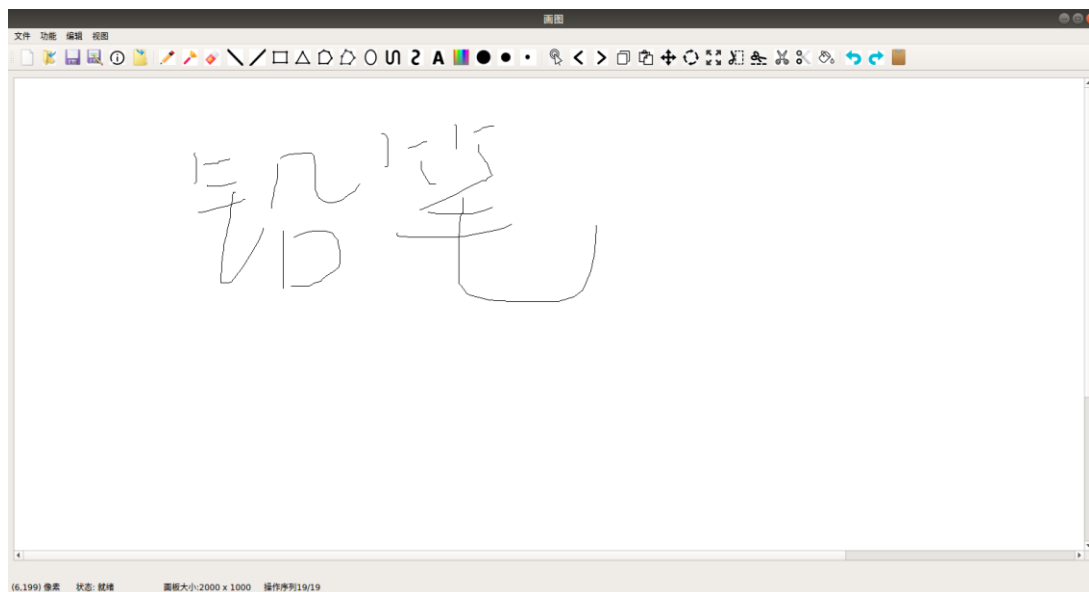 画图
文件 功能 编辑 视图
A
铅笔
(6,199) 像素 状态: 就绪 画板大小:2000 x 1000 操作序列19/19